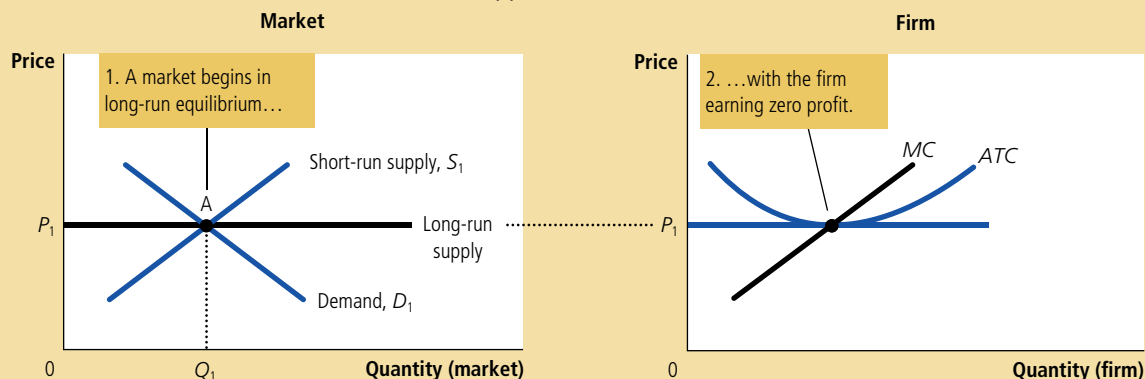 Market
Price
1. A market begins in
long-run equilibrium…
Short-run supply, S1
A
P1
Long-run
supply
Demand, D1
0
Q1
Quantity (market)
Firm
Price
2. …with the firm
earning zero profit.
MC
ATC
P1
0
Quantity (firm)